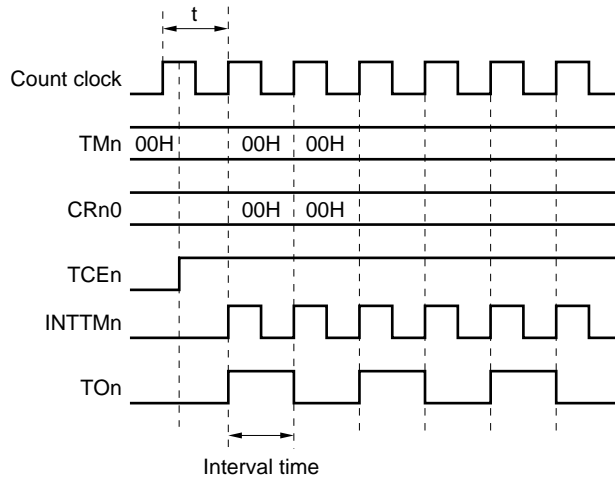 t
Count clock
TMn 00H 00H 00H
CRn0 00H 00H
TCEn
INTTMn
TOn
Interval time